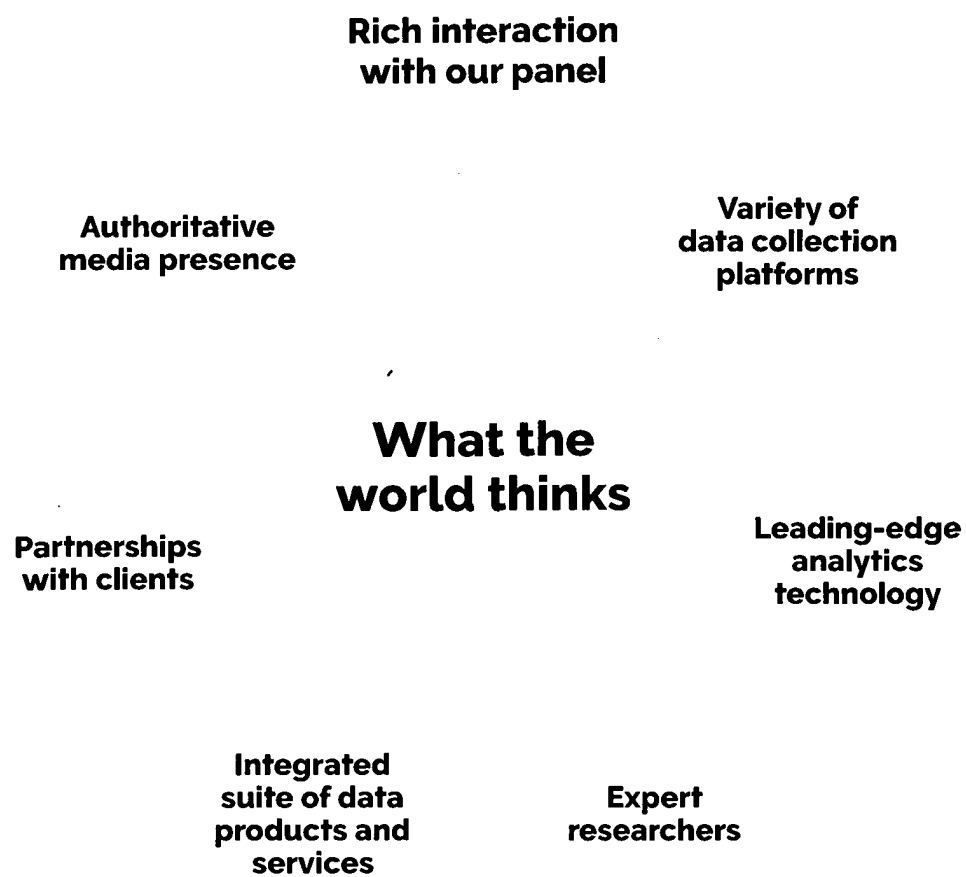 Rich interaction
with our panel
Authoritative
media presence
Variety of
data collection
platforms
What the
world thinks
Partnerships
with clients
Leading-edge
analytics
technology
Integrated
suite of data
products and
services
Expert
researchers